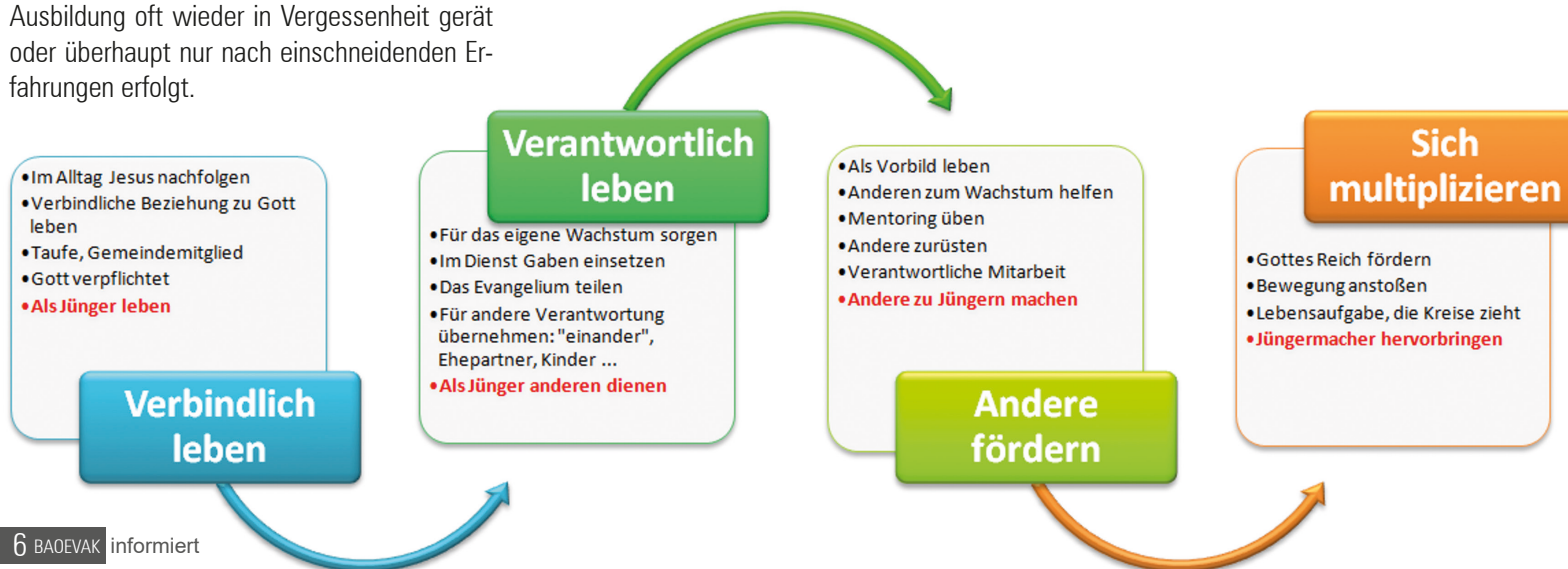 Ausbildung oft wieder in Vergessenheit gerät
oder überhaupt nur nach einschneidenden Er-
fahrungen erfolgt.
•Im Alltag Jesus nachfolgen
•Verbindliche Beziehung zu Gott
leben
•Taufe, Gemeindemitglied
•Gott verpflichtet
•Als Jünger leben
Verbindlich
leben
Verantwortlich
leben
•Für das eigene Wachstum sorgen
•Im Dienst Gaben einsetzen
•Das Evangelium teilen
•Für andere Verantwortung
übernehmen: "einander",
Ehepartner, Kinder ...
•Als Jünger anderen dienen
•Als Vorbild leben
•Anderen zum Wachstum helfen
•Mentoring üben
•Andere zurüsten
•Verantwortliche Mitarbeit
•Andere zu Jüngern machen
Andere
fördern
Sich
multiplizieren
•Gottes Reich fördern
•Bewegung anstoßen
•Lebensaufgabe, die Kreise zieht
•Jüngermacher hervorbringen
6 BAOEVAK informiert